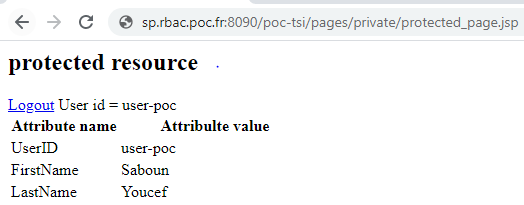 sp.rbac.poc.fr:8090/poc-tsi/pages/private/protected_page.jsp
protected resource
Logout User id = user-poc
Attribute name Attribulte value
UserID user-poc
FirstName Saboun
LastName Youcef